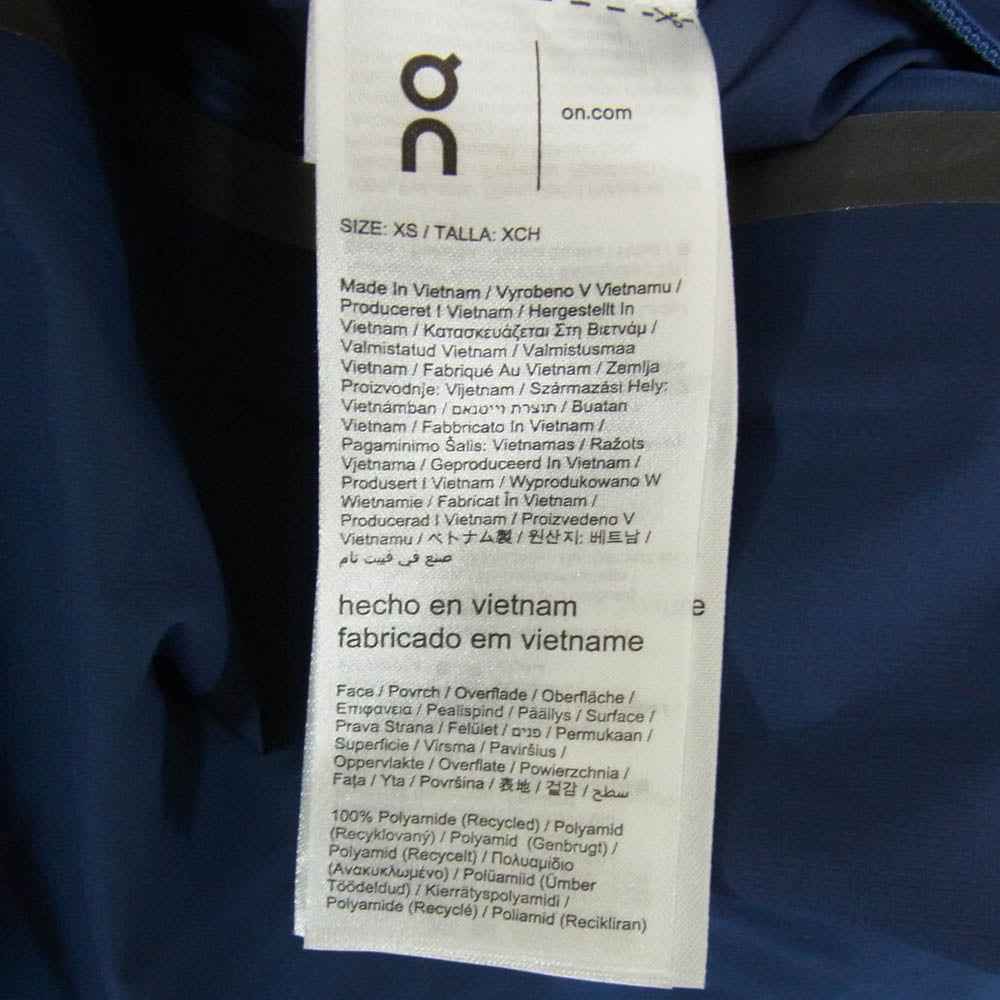 on.com
SIZE: XS / TALLA: XCH
Made In Vietnam / Vyrobeno V Vietnamu /
Produceret I Vietnam / Hergestellt In
Vietnam / Κατασκευάζεται Στη Βιετνάμ /
Valmistatud Vietnam / Valmistusmaa
Vietnam / Fabriqué Au Vietnam / Zemlja
Proizvodnje: Vijetnam / Származási Hely:
Vietnámban / תוצרת וייטנאם / Buatan
Vietnam / Fabbricato In Vietnam /
Pagaminimo Šalis: Vietnamas / Ražots
Vjetnama / Geproduceerd In Vietnam /
Produsert I Vietnam / Wyprodukowano W
Wietnamie / Fabricat În Vietnam /
Producerad I Vietnam / Proizvedeno V
Vietnamu / ベトナム製 / 원산지: 베트남 /
صنع في فييت نام
hecho en vietnam
fabricado em vietname
Face / Povrch / Overflade / Oberfläche /
Επιφανεια / Pealispind / Päällys / Surface /
Prava Strana / Felület / פנים / Permukaan /
Superficie / Virsma / Paviršius /
Oppervlakte / Overflate / Powierzchnia /
Fața / Yta / Površina / 表地 / 겉감 / سطح
100% Polyamide (Recycled) / Polyamid
(Recyklovaný) / Polyamid (Genbrugt) /
Polyamid (Recycelt) / Πολυαμίδιο
(Ανακυκλωμένο) / Polüamiid (Ümber
Töödeldud) / Kierrätyspolyamidi /
Polyamide (Recyclé) / Poliamid (Recikliran)